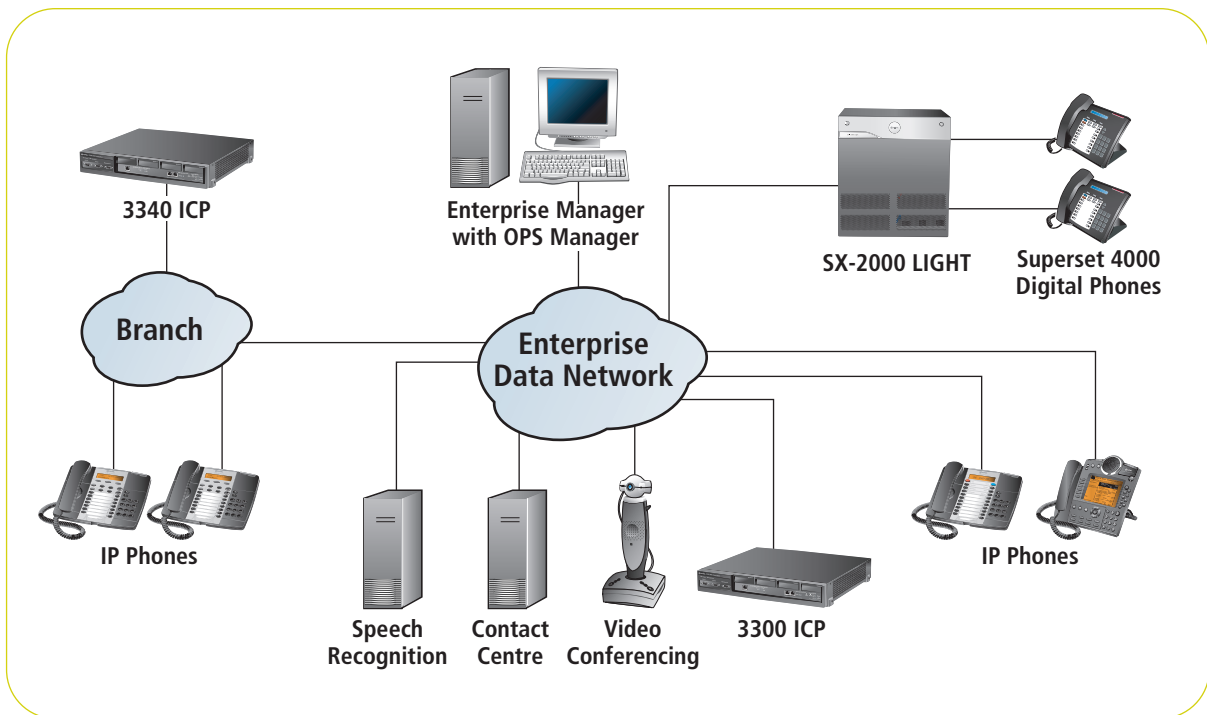 3340 ICP
Enterprise Manager
with OPS Manager
SX-2000 LIGHT
Superset 4000
Digital Phones
Branch
Enterprise
Data Network
IP Phones
Speech
Recognition
Contact
Centre
Video
Conferencing
3300 ICP
IP Phones